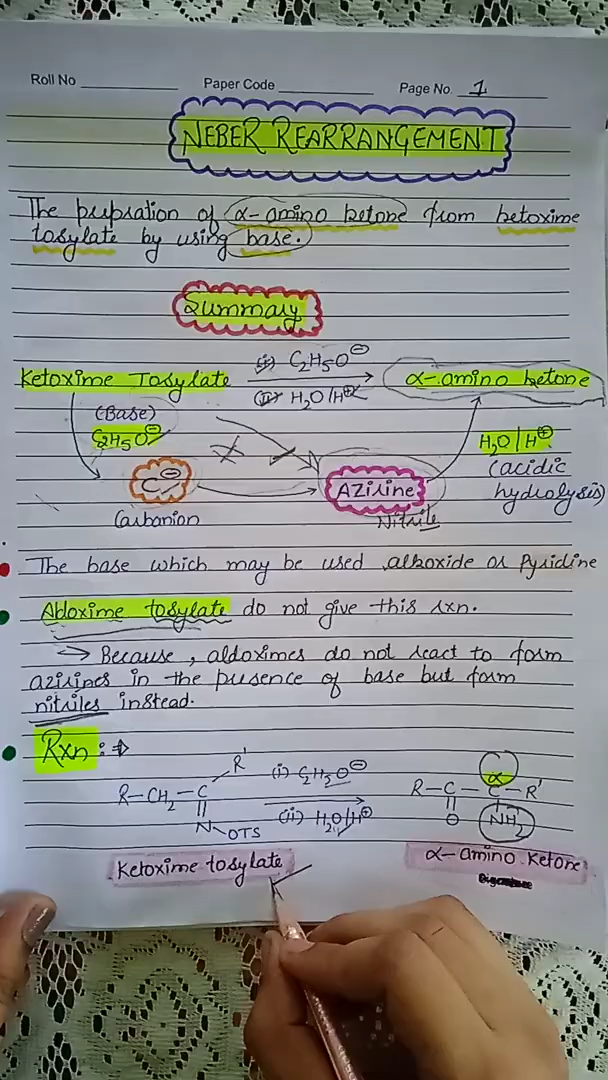 Roll No
Paper Code
Page No. 1
NEBER REARRANGEMENT
The prepration of α-amino ketone from ketoxime
tosylate by using base.
Summary
Ketoxime Tosylate (i) C2H5O⊖ α-amino ketone
(ii) H2O/H⊕
(Base)
C2H5O⊖
H2O/H⊕
(acidic
hydrolysis)
C⊖
Azirine
Carbanion
Nitrile
The base which may be used alkoxide or Pyridine
Aldoxime tosylate do not give this rxn.
→ Because, aldoximes do not react to form
azirines in the presence of base but form
nitriles instead.
Rxn :⇒
R-CH2-C R'
N-OTS
(i) C2H5O⊖
(ii) H2O/H⊕
α
R-C-C-R'
O NH2
Ketoxime tosylate
α-amino ketone